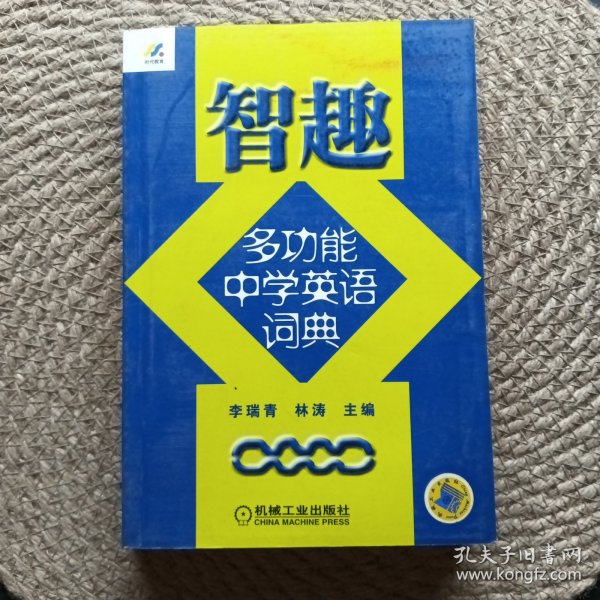 时代教育
智趣
多功能
中学英语
词典
李瑞青 林涛 主编
机械工业出版社
CHINA MACHINE PRESS
孔夫子旧书网
www.kongfz.com